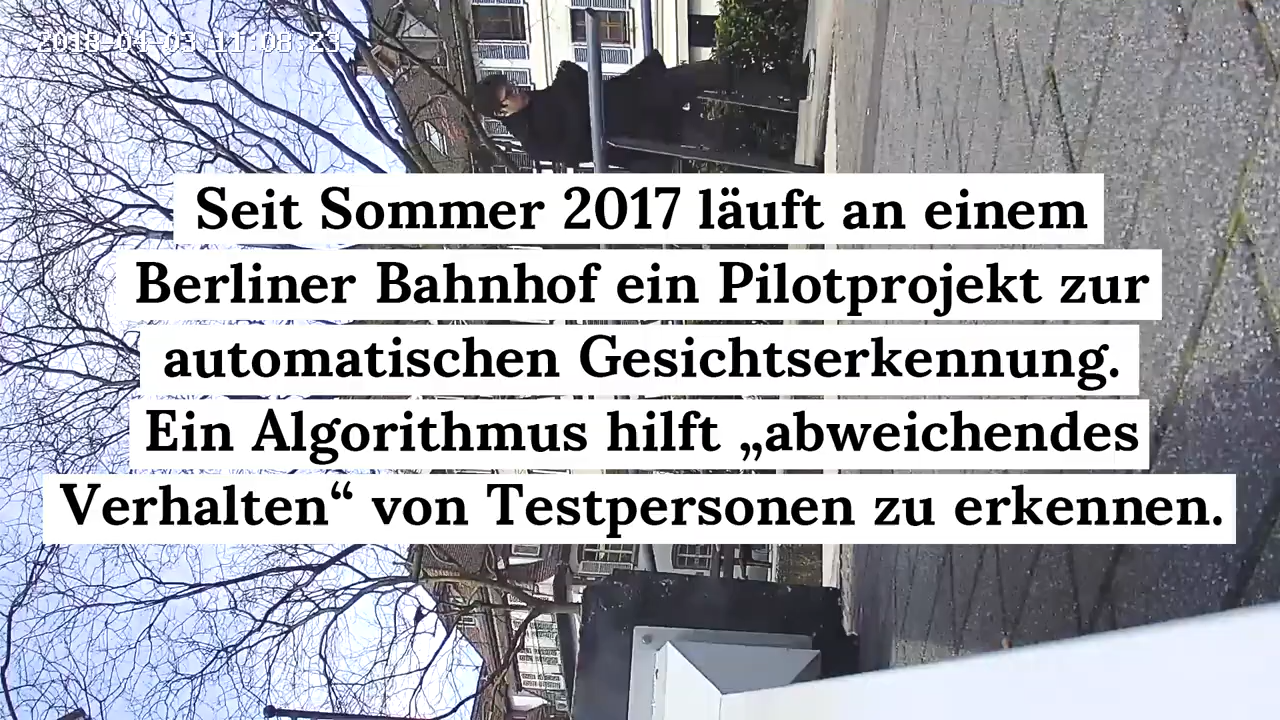 2018-04-03 11:08:23
Seit Sommer 2017 läuft an einem
Berliner Bahnhof ein Pilotprojekt zur
automatischen Gesichtserkennung.
Ein Algorithmus hilft „abweichendes
Verhalten“ von Testpersonen zu erkennen.